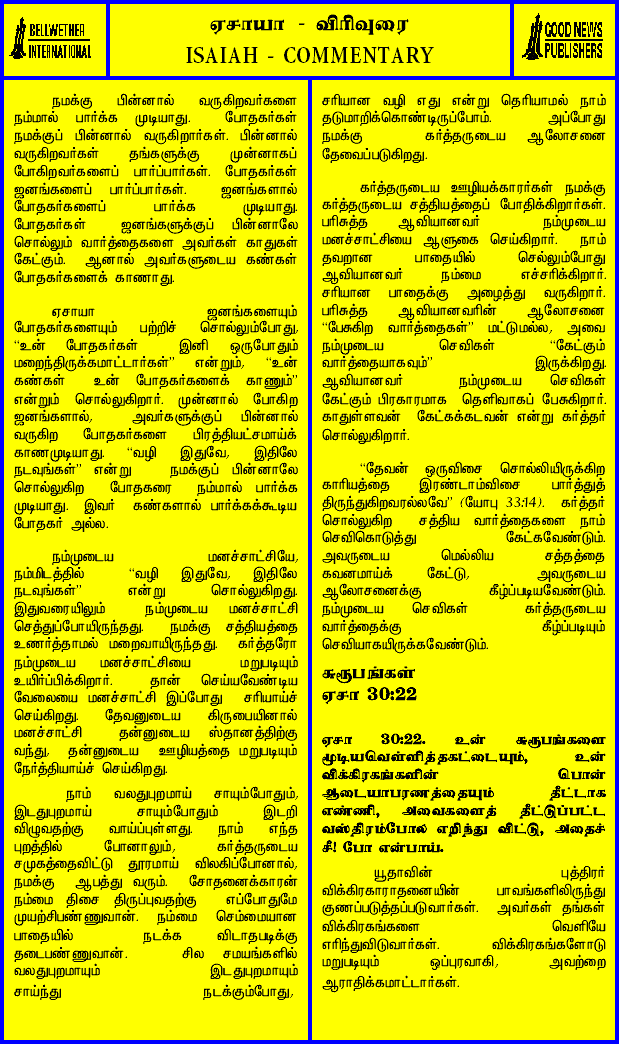 BELLWETHER
INTERNATIONAL
ஏசாயா - விரிவுரை
ISAIAH - COMMENTARY
GOOD NEWS
PUBLISHERS
நமக்கு பின்னால் வருகிறவர்களை
நம்மால் பார்க்க முடியாது. போதகர்கள்
நமக்குப் பின்னால் வருகிறார்கள். பின்னால்
வருகிறவர்கள் தங்களுக்கு முன்னாகப்
போகிறவர்களைப் பார்ப்பார்கள். போதகர்கள்
ஜனங்களைப் பார்ப்பார்கள். ஜனங்களால்
போதகர்களைப் பார்க்க முடியாது.
போதகர்கள் ஜனங்களுக்குப் பின்னாலே
சொல்லும் வார்த்தைகளை அவர்கள் காதுகள்
கேட்கும். ஆனால் அவர்களுடைய கண்கள்
போதகர்களைக் காணாது.
ஏசாயா ஜனங்களையும்
போதகர்களையும் பற்றிச் சொல்லும்போது,
“உன் போதகர்கள் இனி ஒருபோதும்
மறைந்திருக்கமாட்டார்கள்” என்றும், “உன்
கண்கள் உன் போதகர்களைக் காணும்”
என்றும் சொல்லுகிறார். முன்னால் போகிற
ஜனங்களால், அவர்களுக்குப் பின்னால்
வருகிற போதகர்களை பிரத்தியட்சமாய்க்
காணமுடியாது. “வழி இதுவே, இதிலே
நடவுங்கள்” என்று நமக்குப் பின்னாலே
சொல்லுகிற போதகரை நம்மால் பார்க்க
முடியாது. இவர் கண்களால் பார்க்கக்கூடிய
போதகர் அல்ல.
நம்முடைய மனச்சாட்சியே,
நம்மிடத்தில் “வழி இதுவே, இதிலே
நடவுங்கள்” என்று சொல்லுகிறது.
இதுவரையிலும் நம்முடைய மனச்சாட்சி
செத்துப்போயிருந்தது. நமக்கு சத்தியத்தை
உணர்த்தாமல் மறைவாயிருந்தது. கர்த்தரோ
நம்முடைய மனச்சாட்சியை மறுபடியும்
உயிர்ப்பிக்கிறார். தான் செய்யவேண்டிய
வேலையை மனச்சாட்சி இப்போது சரியாய்ச்
செய்கிறது. தேவனுடைய கிருபையினால்
மனச்சாட்சி தன்னுடைய ஸ்தானத்திற்கு
வந்து, தன்னுடைய ஊழியத்தை மறுபடியும்
நேர்த்தியாய்ச் செய்கிறது.
நாம் வலதுபுறமாய் சாயும்போதும்,
இடதுபுறமாய் சாயும்போதும் இடறி
விழுவதற்கு வாய்ப்புள்ளது. நாம் எந்த
புறத்தில் போனாலும், கர்த்தருடைய
சமுகத்தைவிட்டு தூரமாய் விலகிப்போனால்,
நமக்கு ஆபத்து வரும். சோதனைக்காரன்
நம்மை திசை திருப்புவதற்கு எப்போதுமே
முயற்சிபண்ணுவான். நம்மை செம்மையான
பாதையில் நடக்க விடாதபடிக்கு
தடைபண்ணுவான். சில சமயங்களில்
வலதுபுறமாயும் இடதுபுறமாயும்
சாய்ந்து நடக்கும்போது,
சரியான வழி எது என்று தெரியாமல் நாம்
தடுமாறிக்கொண்டிருப்போம். அப்போது
நமக்கு கர்த்தருடைய ஆலோசனை
தேவைப்படுகிறது.
கர்த்தருடைய ஊழியக்காரர்கள் நமக்கு
கர்த்தருடைய சத்தியத்தைப் போதிக்கிறார்கள்.
பரிசுத்த ஆவியானவர் நம்முடைய
மனச்சாட்சியை ஆளுகை செய்கிறார். நாம்
தவறான பாதையில் செல்லும்போது
ஆவியானவர் நம்மை எச்சரிக்கிறார்.
சரியான பாதைக்கு அழைத்து வருகிறார்.
பரிசுத்த ஆவியானவரின் ஆலோசனை
“பேசுகிற வார்த்தைகள்” மட்டுமல்ல, அவை
நம்முடைய செவிகள் “கேட்கும்
வார்த்தையாகவும்” இருக்கிறது.
ஆவியானவர் நம்முடைய செவிகள்
கேட்கும் பிரகாரமாக தெளிவாகப் பேசுகிறார்.
காதுள்ளவன் கேட்கக்கடவன் என்று கர்த்தர்
சொல்லுகிறார்.
“தேவன் ஒருவிசை சொல்லியிருக்கிற
காரியத்தை இரண்டாம்விசை பார்த்துத்
திருந்துகிறவரல்லவே” (யோபு 33:14). கர்த்தர்
சொல்லுகிற சத்திய வார்த்தைகளை நாம்
செவிகொடுத்து கேட்கவேண்டும்.
அவருடைய மெல்லிய சத்தத்தை
கவனமாய்க் கேட்டு, அவருடைய
ஆலோசனைக்கு கீழ்ப்படியவேண்டும்.
நம்முடைய செவிகள் கர்த்தருடைய
வார்த்தைக்கு கீழ்ப்படியும்
செவியாகயிருக்கவேண்டும்.
சுரூபங்கள்
ஏசா 30:22
ஏசா 30:22. உன் சுரூபங்களை
மூடியவெள்ளித்தகட்டையும், உன்
விக்கிரகங்களின் பொன்
ஆடையாபரணத்தையும் தீட்டாக
எண்ணி, அவைகளைத் தீட்டுப்பட்ட
வஸ்திரம்போல எறிந்து விட்டு, அதைச்
சீ! போ என்பாய்.
யூதாவின் புத்திரர்
விக்கிரகாராதனையின் பாவங்களிலிருந்து
குணப்படுத்தப்படுவார்கள். அவர்கள் தங்கள்
விக்கிரகங்களை வெளியே
எரிந்துவிடுவார்கள். விக்கிரகங்களோடு
மறுபடியும் ஒப்புரவாகி, அவற்றை
ஆராதிக்கமாட்டார்கள்.